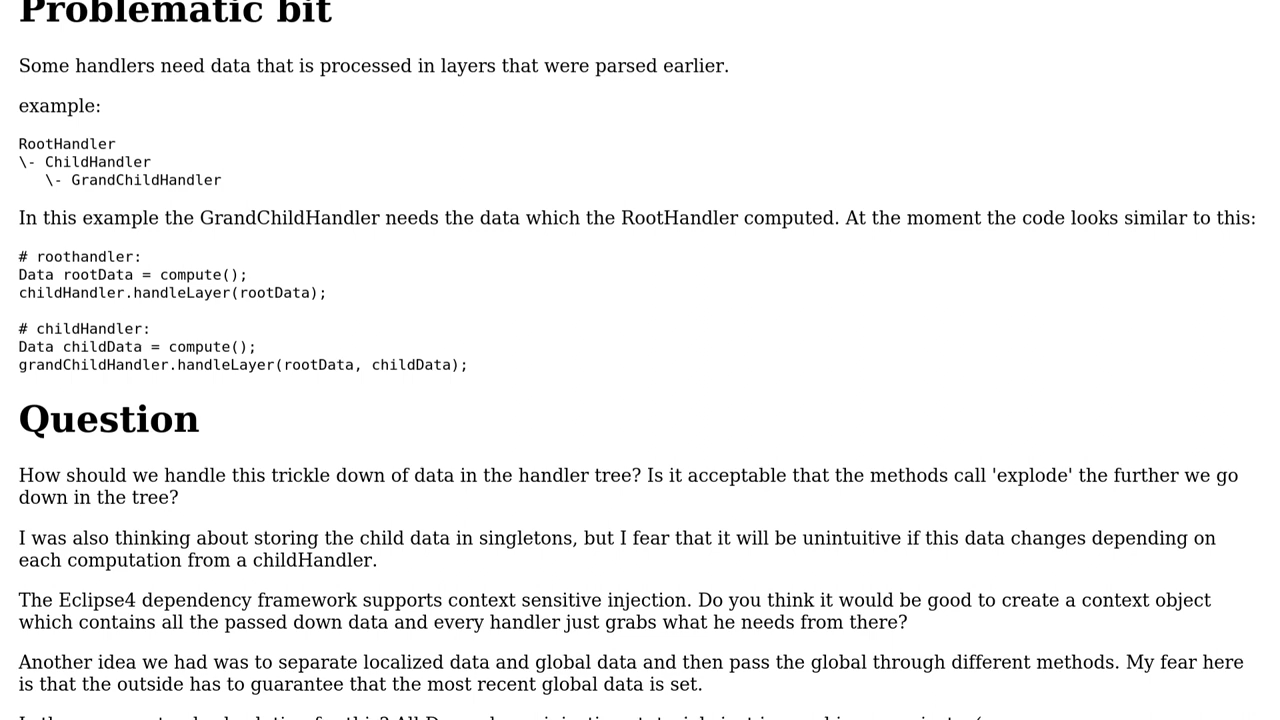 Problematic bit
Some handlers need data that is processed in layers that were parsed earlier.
example:
RootHandler
\- ChildHandler
   \- GrandChildHandler
In this example the GrandChildHandler needs the data which the RootHandler computed. At the moment the code looks similar to this:
# roothandler:
Data rootData = compute();
childHandler.handleLayer(rootData);
# childHandler:
Data childData = compute();
grandChildHandler.handleLayer(rootData, childData);
Question
How should we handle this trickle down of data in the handler tree? Is it acceptable that the methods call 'explode' the further we go
down in the tree?
I was also thinking about storing the child data in singletons, but I fear that it will be unintuitive if this data changes depending on
each computation from a childHandler.
The Eclipse4 dependency framework supports context sensitive injection. Do you think it would be good to create a context object
which contains all the passed down data and every handler just grabs what he needs from there?
Another idea we had was to separate localized data and global data and then pass the global through different methods. My fear here
is that the outside has to guarantee that the most recent global data is set.